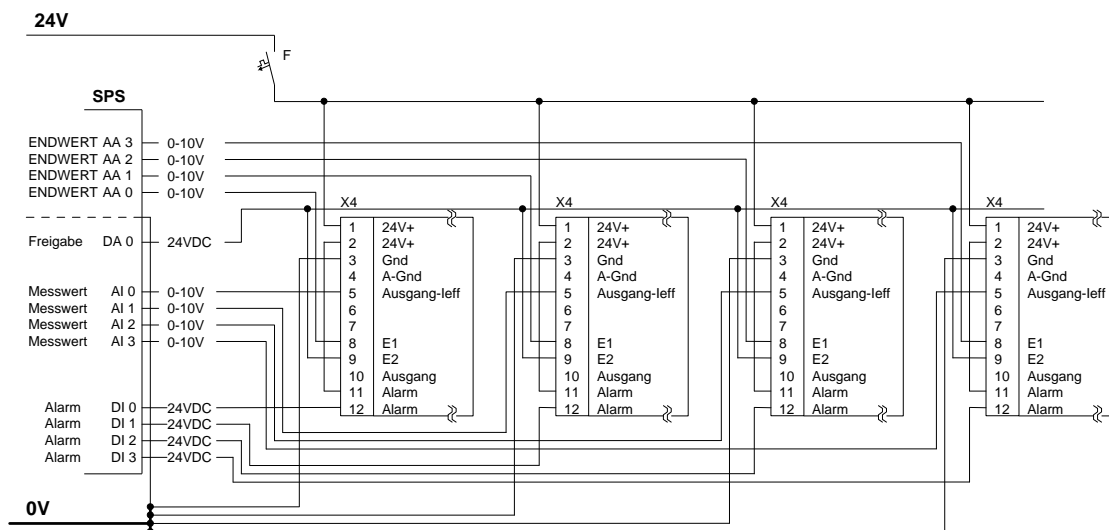 24V
F
SPS
ENDWERT AA 3 0-10V
ENDWERT AA 2 0-10V
ENDWERT AA 1 0-10V
ENDWERT AA 0 0-10V
Freigabe DA 0 24VDC
Messwert AI 0 0-10V
Messwert AI 1 0-10V
Messwert AI 2 0-10V
Messwert AI 3 0-10V
Alarm DI 0 24VDC
Alarm DI 1 24VDC
Alarm DI 2 24VDC
Alarm DI 3 24VDC
0V
X4
1 24V+
2 24V+
3 Gnd
4 A-Gnd
5 Ausgang-Ieff
6
7
8 E1
9 E2
10 Ausgang
11 Alarm
12 Alarm
X4
1 24V+
2 24V+
3 Gnd
4 A-Gnd
5 Ausgang-Ieff
6
7
8 E1
9 E2
10 Ausgang
11 Alarm
12 Alarm
X4
1 24V+
2 24V+
3 Gnd
4 A-Gnd
5 Ausgang-Ieff
6
7
8 E1
9 E2
10 Ausgang
11 Alarm
12 Alarm
X4
1 24V+
2 24V+
3 Gnd
4 A-Gnd
5 Ausgang-Ieff
6
7
8 E1
9 E2
10 Ausgang
11 Alarm
12 Alarm